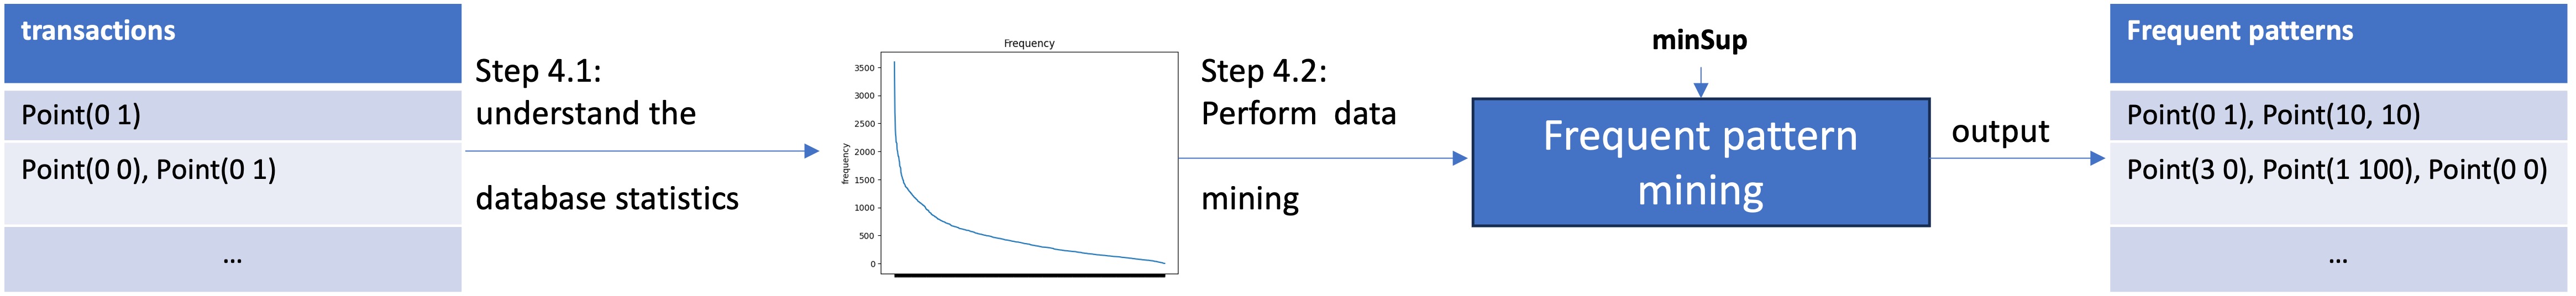 transactions
Point(0 1)
Point(0 0), Point(0 1)
...
Step 4.1:
understand the
database statistics
Frequency
frequency
3500
3000
2500
2000
1500
1000
500
0
Step 4.2:
Perform data
mining
minSup
Frequent pattern
mining
output
Frequent patterns
Point(0 1), Point(10, 10)
Point(3 0), Point(1 100), Point(0 0)
...